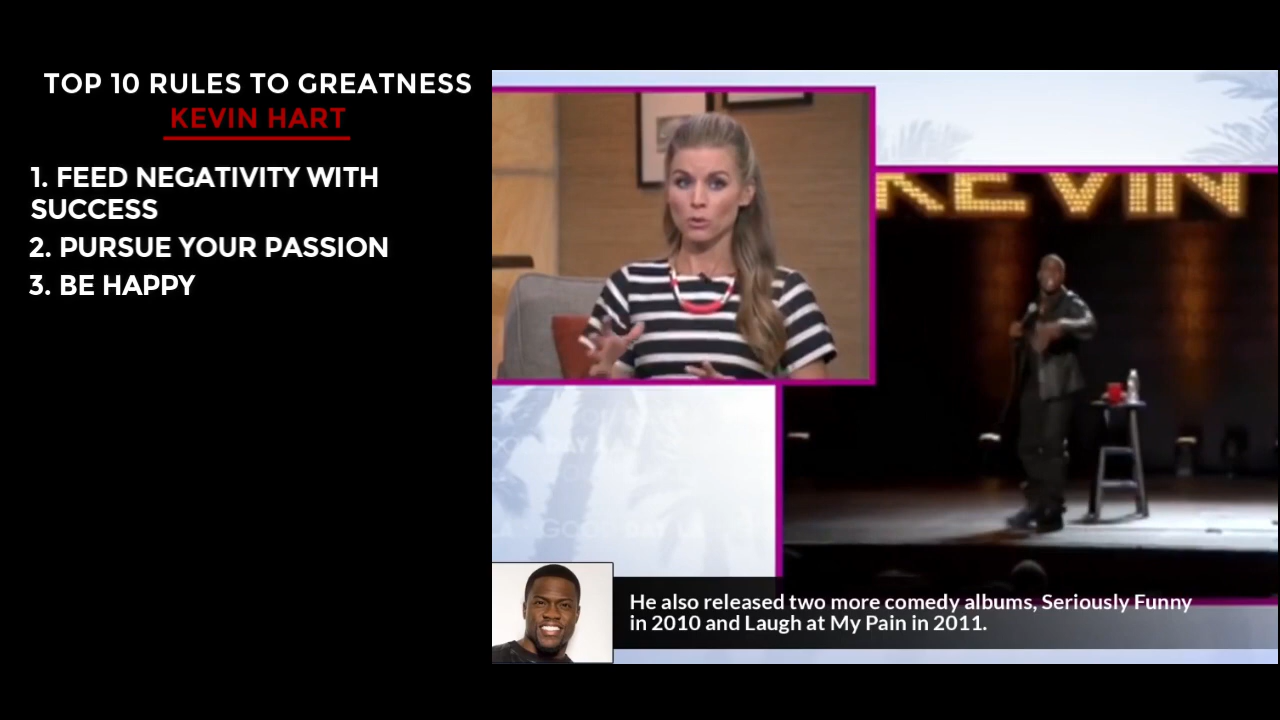 TOP 10 RULES TO GREATNESS
KEVIN HART
1. FEED NEGATIVITY WITH
SUCCESS
2. PURSUE YOUR PASSION
3. BE HAPPY
KEVIN
GOOD DAY
He also released two more comedy albums, Seriously Funny
in 2010 and Laugh at My Pain in 2011.